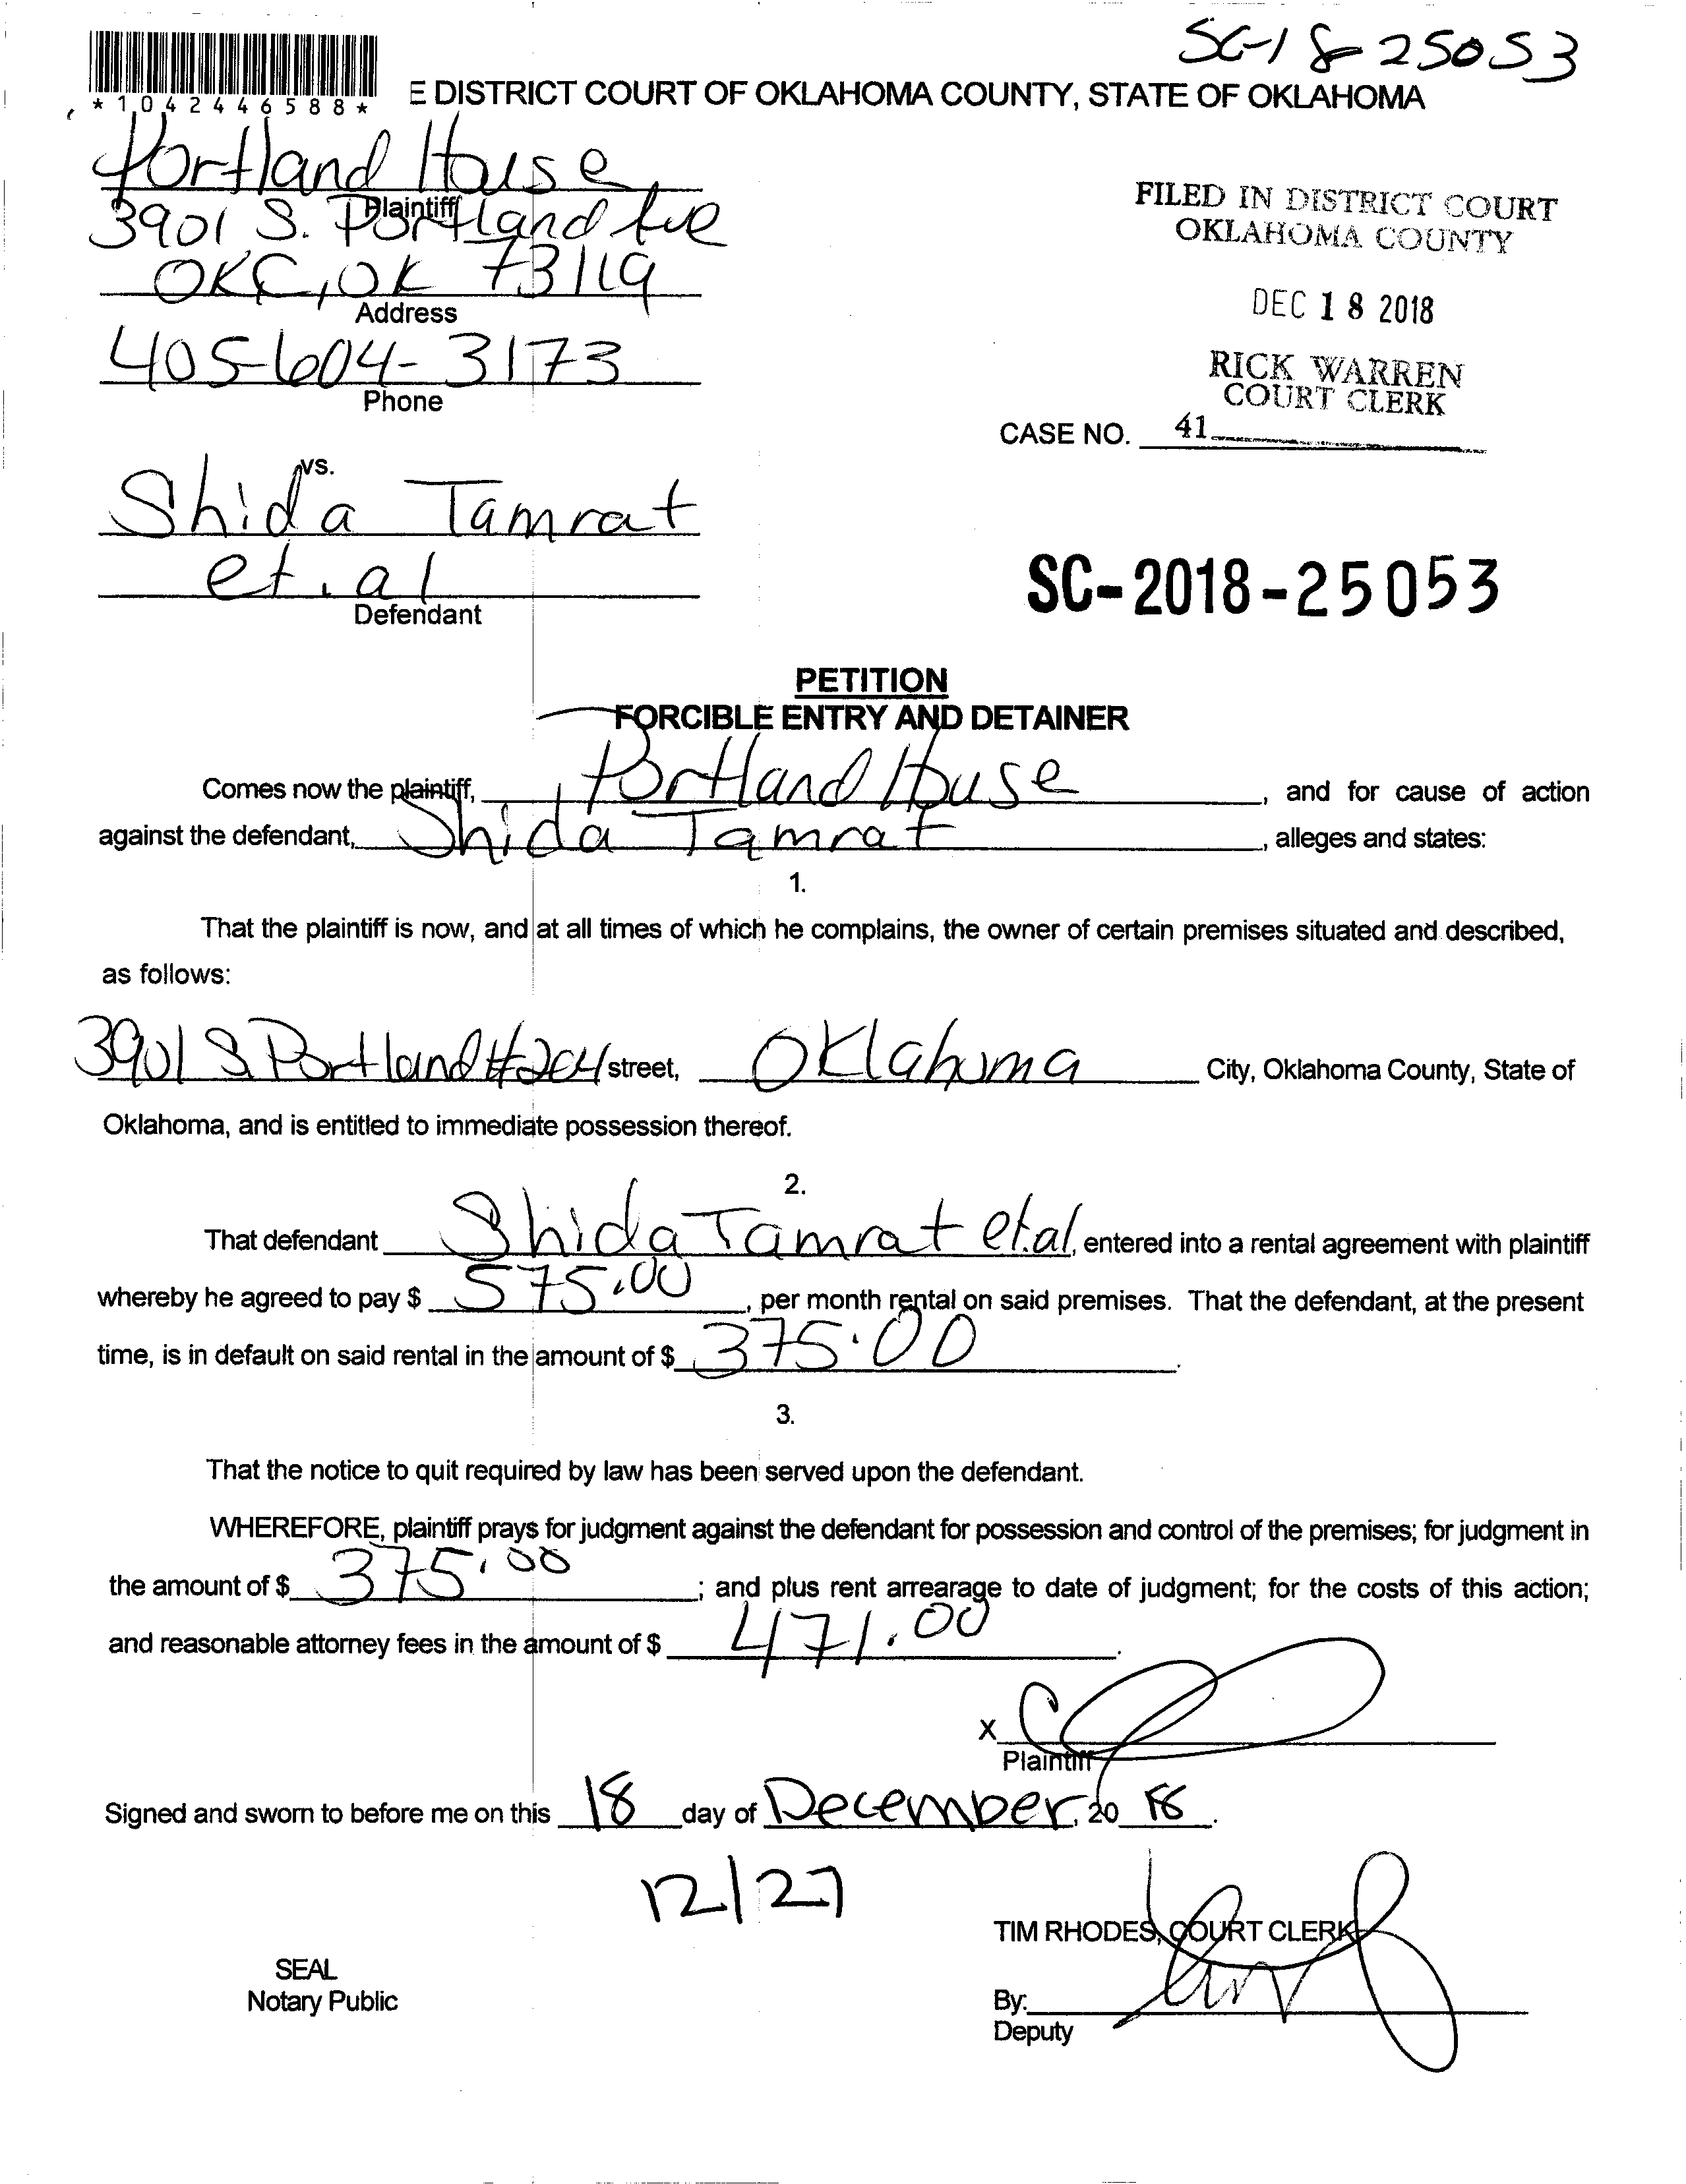 SC-18-25053
*1042446588*
E DISTRICT COURT OF OKLAHOMA COUNTY, STATE OF OKLAHOMA
Portland House
Plaintiff
3901 S. Portland Ave
OKC, OK 73119
Address
405-604-3173
Phone
FILED IN DISTRICT COURT
OKLAHOMA COUNTY
DEC 18 2018
RICK WARREN
COURT CLERK
CASE NO. 41
vs.
Shida Tamrat
et. al
Defendant
SC-2018-25053
PETITION
FORCIBLE ENTRY AND DETAINER
Comes now the plaintiff, Portland House, and for cause of action
against the defendant, Shida Tamrat, alleges and states:
1.
That the plaintiff is now, and at all times of which he complains, the owner of certain premises situated and described,
as follows:
3901 S. Portland #204 street, Oklahoma City, Oklahoma County, State of
Oklahoma, and is entitled to immediate possession thereof.
2.
That defendant Shida Tamrat et.al, entered into a rental agreement with plaintiff
whereby he agreed to pay $ 575.00, per month rental on said premises. That the defendant, at the present
time, is in default on said rental in the amount of $ 375.00.
3.
That the notice to quit required by law has been served upon the defendant.
WHEREFORE, plaintiff prays for judgment against the defendant for possession and control of the premises; for judgment in
the amount of $ 375.00; and plus rent arrearage to date of judgment; for the costs of this action;
and reasonable attorney fees in the amount of $ 471.00.
X
Plaintiff
Signed and sworn to before me on this 18 day of December, 20 18.
12/27
TIM RHODES, COURT CLERK
SEAL
Notary Public
By:
Deputy